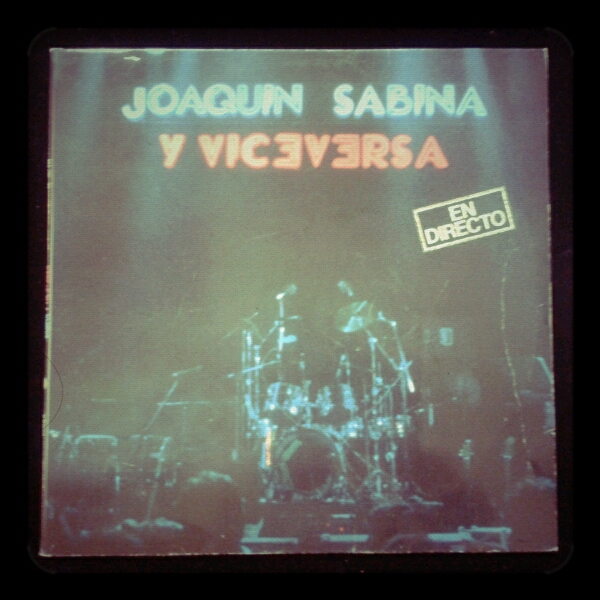 JOAQUIN SABINA
Y VICEVERSA
EN
DIRECTO